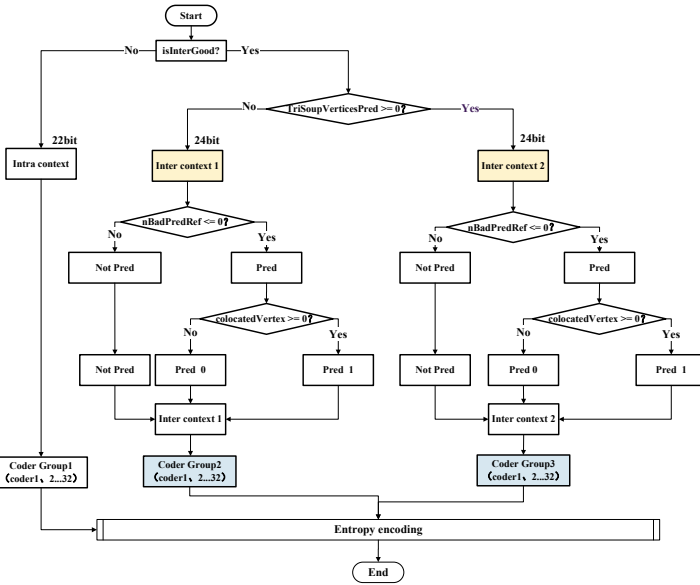 Start
isInterGood?
No
Yes
TriSoupVerticesPred >= 0?
No
Yes
22bit
24bit
24bit
Intra context
Inter context 1
Inter context 2
nBadPredRef <= 0?
nBadPredRef <= 0?
No
Yes
No
Yes
Not Pred
Pred
Not Pred
Pred
colocatedVertex >= 0?
colocatedVertex >= 0?
No
Yes
No
Yes
Not Pred
Pred 0
Pred 1
Not Pred
Pred 0
Pred 1
Inter context 1
Inter context 2
Coder Group1
(coder1、2...32)
Coder Group2
(coder1、2...32)
Coder Group3
(coder1、2...32)
Entropy encoding
End